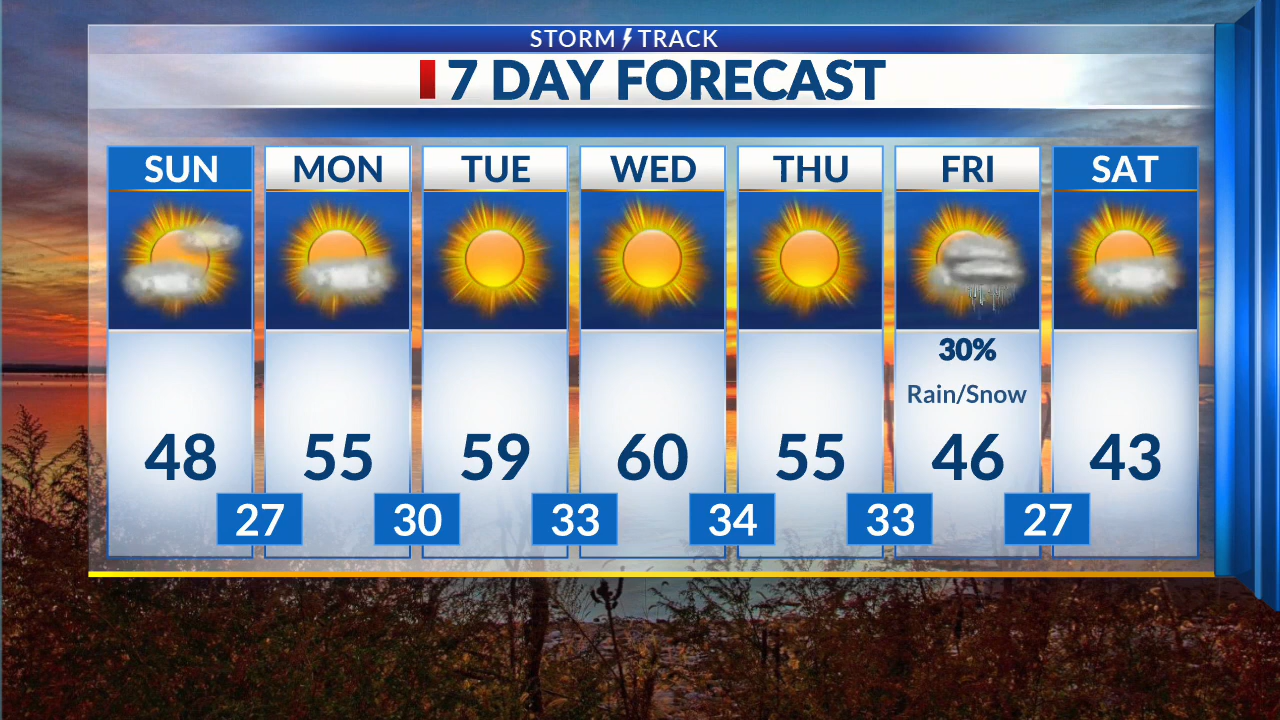 STORM TRACK
7 DAY FORECAST
SUN MON TUE WED THU FRI SAT
30%
Rain/Snow
48 55 59 60 55 46 43
27 30 33 34 33 27